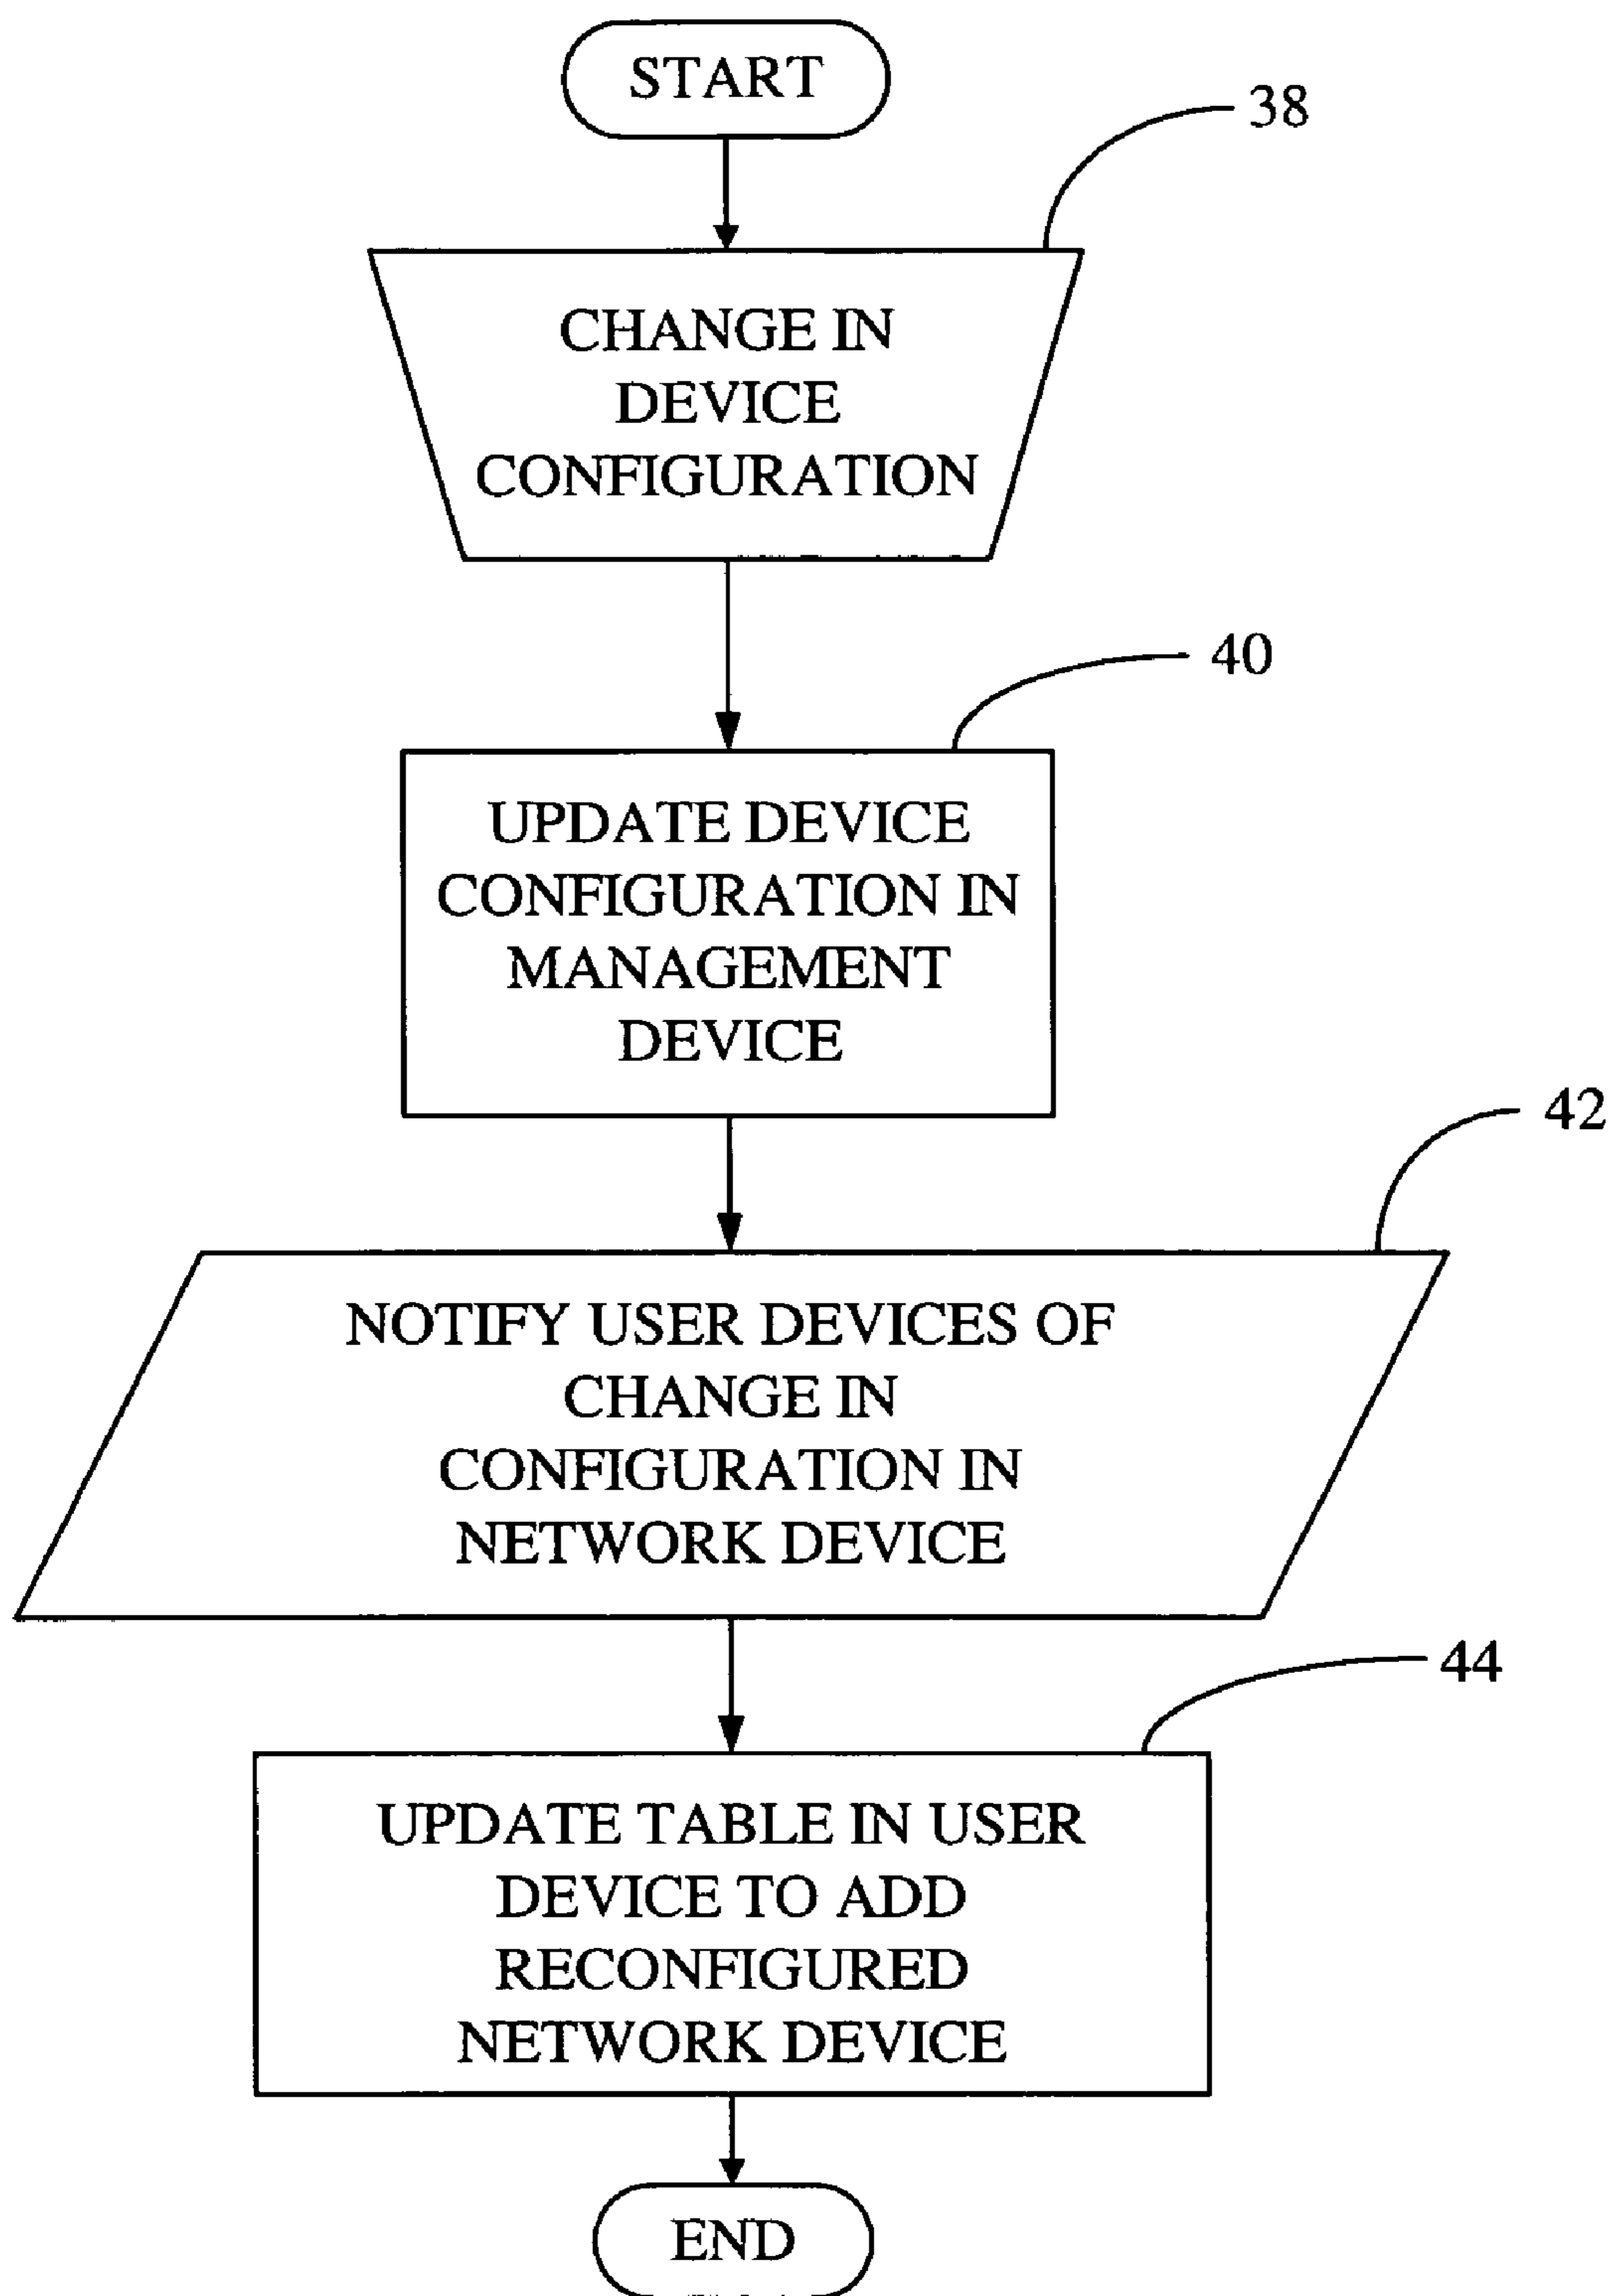 START
38
CHANGE IN
DEVICE
CONFIGURATION
40
UPDATE DEVICE
CONFIGURATION IN
MANAGEMENT
DEVICE
42
NOTIFY USER DEVICES OF
CHANGE IN
CONFIGURATION IN
NETWORK DEVICE
44
UPDATE TABLE IN USER
DEVICE TO ADD
RECONFIGURED
NETWORK DEVICE
END